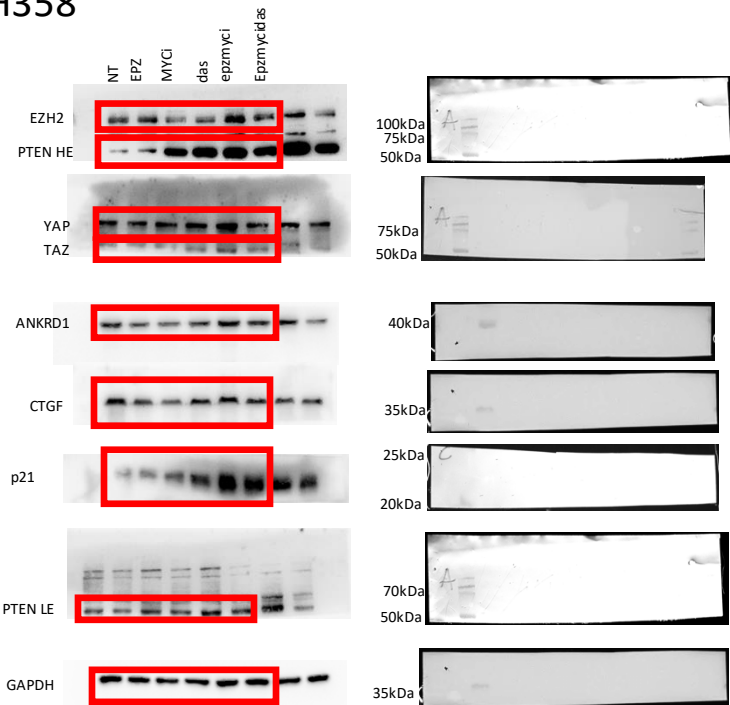 H358
NT
EPZ
MYCi
das
epzmyci
Epzmycidas
EZH2
PTEN HE
100kDa
75kDa
50kDa
A
YAP
TAZ
75kDa
50kDa
A
ANKRD1
40kDa
CTGF
35kDa
p21
25kDa
20kDa
C
PTEN LE
70kDa
50kDa
A
GAPDH
35kDa